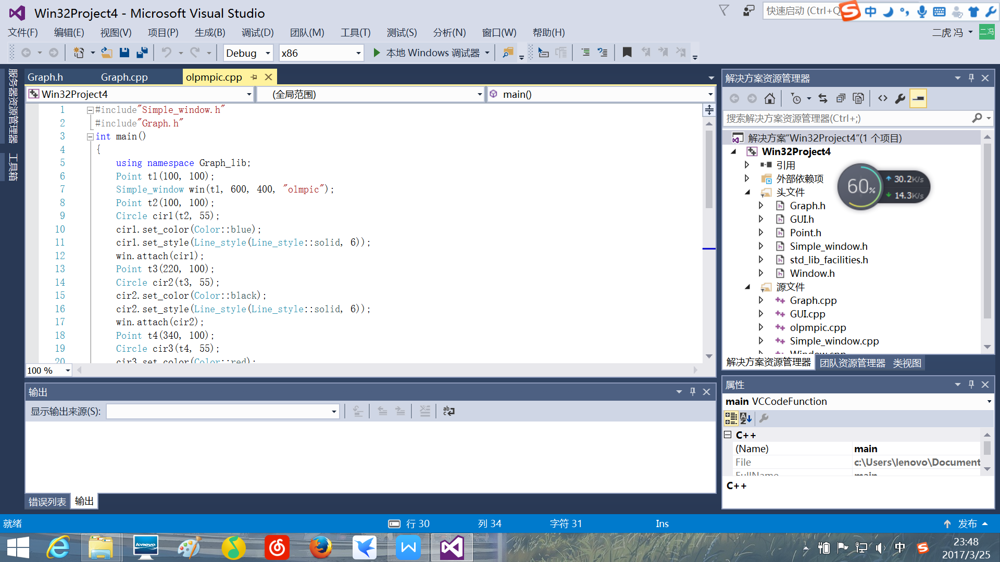 Win32Project4 - Microsoft Visual Studio
快速启动 (Ctrl+Q
中
文件(F) 编辑(E) 视图(V) 项目(P) 生成(B) 调试(D) 团队(M) 工具(T) 测试(S) 分析(N) 窗口(W) 帮助(H)
二虎 冯
二冯
Debug x86 本地 Windows 调试器
服务器资源管理器
工具箱
Graph.h Graph.cpp olpmpic.cpp
Win32Project4 (全局范围) main()
1 #include"Simple_window.h"
2 #include"Graph.h"
3 int main()
4 {
5 using namespace Graph_lib;
6 Point t1(100, 100);
7 Simple_window win(t1, 600, 400, "olmpic");
8 Point t2(100, 100);
9 Circle cir1(t2, 55);
10 cir1.set_color(Color::blue);
11 cir1.set_style(Line_style(Line_style::solid, 6));
12 win.attach(cir1);
13 Point t3(220, 100);
14 Circle cir2(t3, 55);
15 cir2.set_color(Color::black);
16 cir2.set_style(Line_style(Line_style::solid, 6));
17 win.attach(cir2);
18 Point t4(340, 100);
19 Circle cir3(t4, 55);
20 cir3.set_color(Color::red);
100 %
输出
显示输出来源(S):
错误列表 输出
解决方案资源管理器
搜索解决方案资源管理器(Ctrl+;)
解决方案"Win32Project4"(1 个项目)
Win32Project4
引用
外部依赖项
头文件
Graph.h
GUI.h
Point.h
Simple_window.h
std_lib_facilities.h
Window.h
源文件
Graph.cpp
GUI.cpp
olpmpic.cpp
Simple_window.cpp
Window.cpp
60%
30.2K/s
14.3K/s
解决方案资源管理器 团队资源管理器 类视图
属性
main VCCodeFunction
C++
(Name) main
File c:\Users\lenovo\Document
FullName main
C++
就绪 行 30 列 34 字符 31 Ins 发布
lenovo
中
23:48
2017/3/25